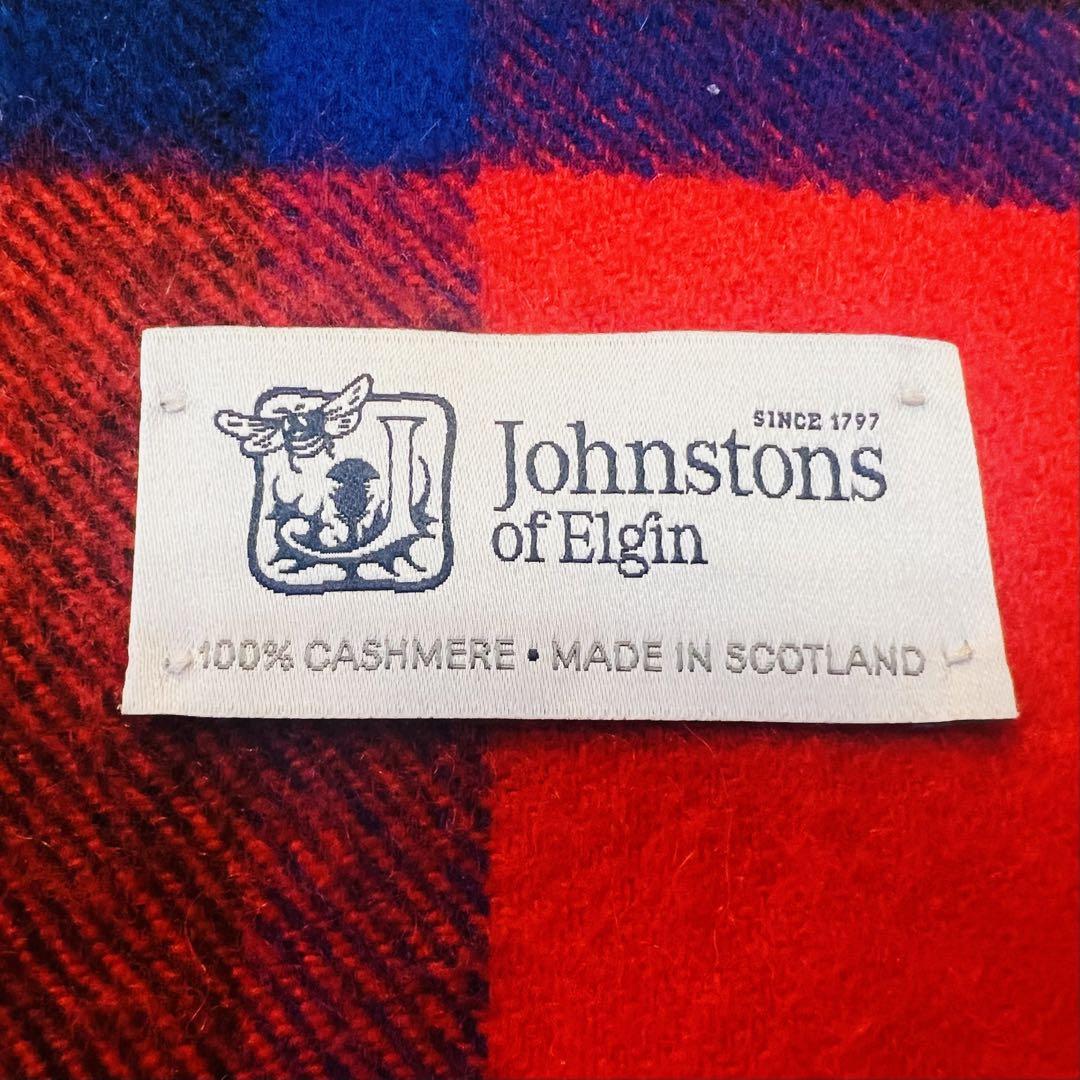 SINCE 1797
Johnstons
of Elgin
100% CASHMERE • MADE IN SCOTLAND